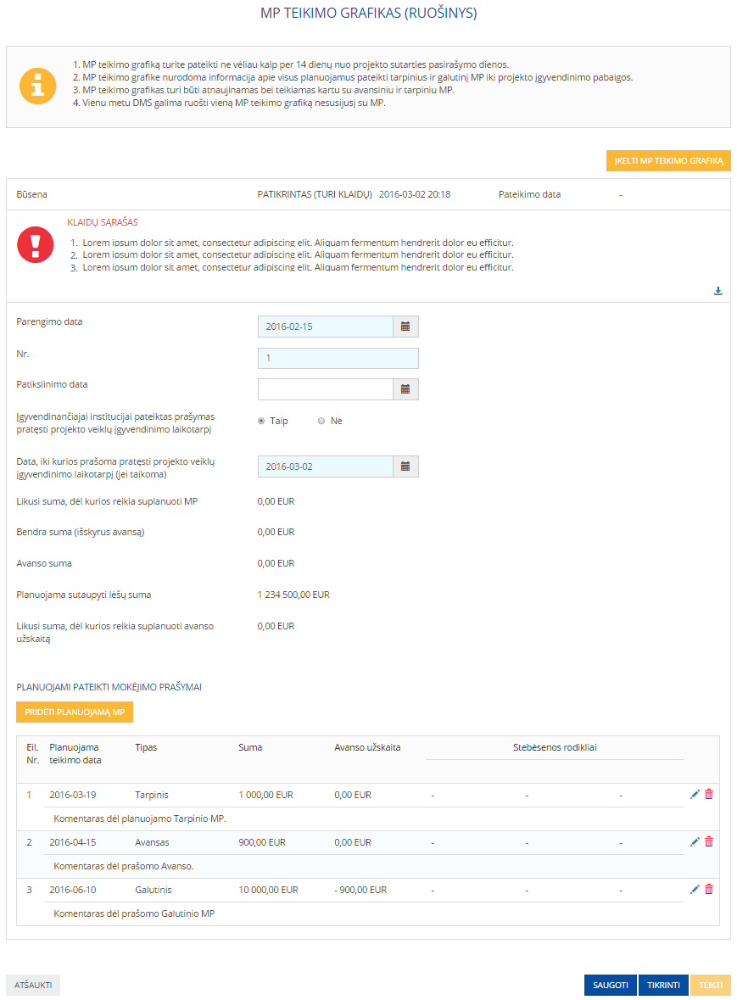 MP TEIKIMO GRAFIKAS (RUOŠINYS)
1. MP teikimo grafiką turite pateikti ne vėliau kaip per 14 dienų nuo projekto sutarties pasirašymo dienos.
2. MP teikimo grafike nurodoma informacija apie visus planuojamus pateikti tarpinius ir galutinį MP iki projekto įgyvendinimo pabaigos.
3. MP teikimo grafikas turi būti atnaujinamas bei teikiamas kartu su avansiniu ir tarpiniu MP.
4. Vienu metu DMS galima ruošti vieną MP teikimo grafiką nesusijusį su MP.
ĮKELTI MP TEIKIMO GRAFIKĄ
Būsena PATIKRINTAS (TURI KLAIDŲ) 2016-03-02 20:18 Pateikimo data -
KLAIDŲ SĄRAŠAS
1. Lorem ipsum dolor sit amet, consectetur adipiscing elit. Aliquam fermentum hendrerit dolor eu efficitur.
2. Lorem ipsum dolor sit amet, consectetur adipiscing elit. Aliquam fermentum hendrerit dolor eu efficitur.
3. Lorem ipsum dolor sit amet, consectetur adipiscing elit. Aliquam fermentum hendrerit dolor eu efficitur.
Parengimo data 2016-02-15
Nr. 1
Patikslinimo data
Įgyvendinančiajai institucijai pateiktas prašymas
pratęsti projekto veiklų įgyvendinimo laikotarpį
Taip Ne
Data, iki kurios prašoma pratęsti projekto veiklų
įgyvendinimo laikotarpį (jei taikoma)
2016-03-02
Likusi suma, dėl kurios reikia suplanuoti MP 0,00 EUR
Bendra suma (išskyrus avansą) 0,00 EUR
Avanso suma 0,00 EUR
Planuojama sutaupyti lėšų suma 1 234 500,00 EUR
Likusi suma, dėl kurios reikia suplanuoti avanso 0,00 EUR
užskaitą
PLANUOJAMI PATEIKTI MOKĖJIMO PRAŠYMAI
PRIDĖTI PLANUOJAMĄ MP
Eil. Planuojama Tipas Suma Avanso užskaita Stebėsenos rodikliai
Nr. teikimo data
1 2016-03-19 Tarpinis 1 000,00 EUR 0,00 EUR - - -
Komentaras dėl planuojamo Tarpinio MP.
2 2016-04-15 Avansas 900,00 EUR 0,00 EUR - - -
Komentaras dėl prašomo Avanso.
3 2016-06-10 Galutinis 10 000,00 EUR - 900,00 EUR - - -
Komentaras dėl prašomo Galutinio MP
ATŠAUKTI SAUGOTI TIKRINTI TEIKTI